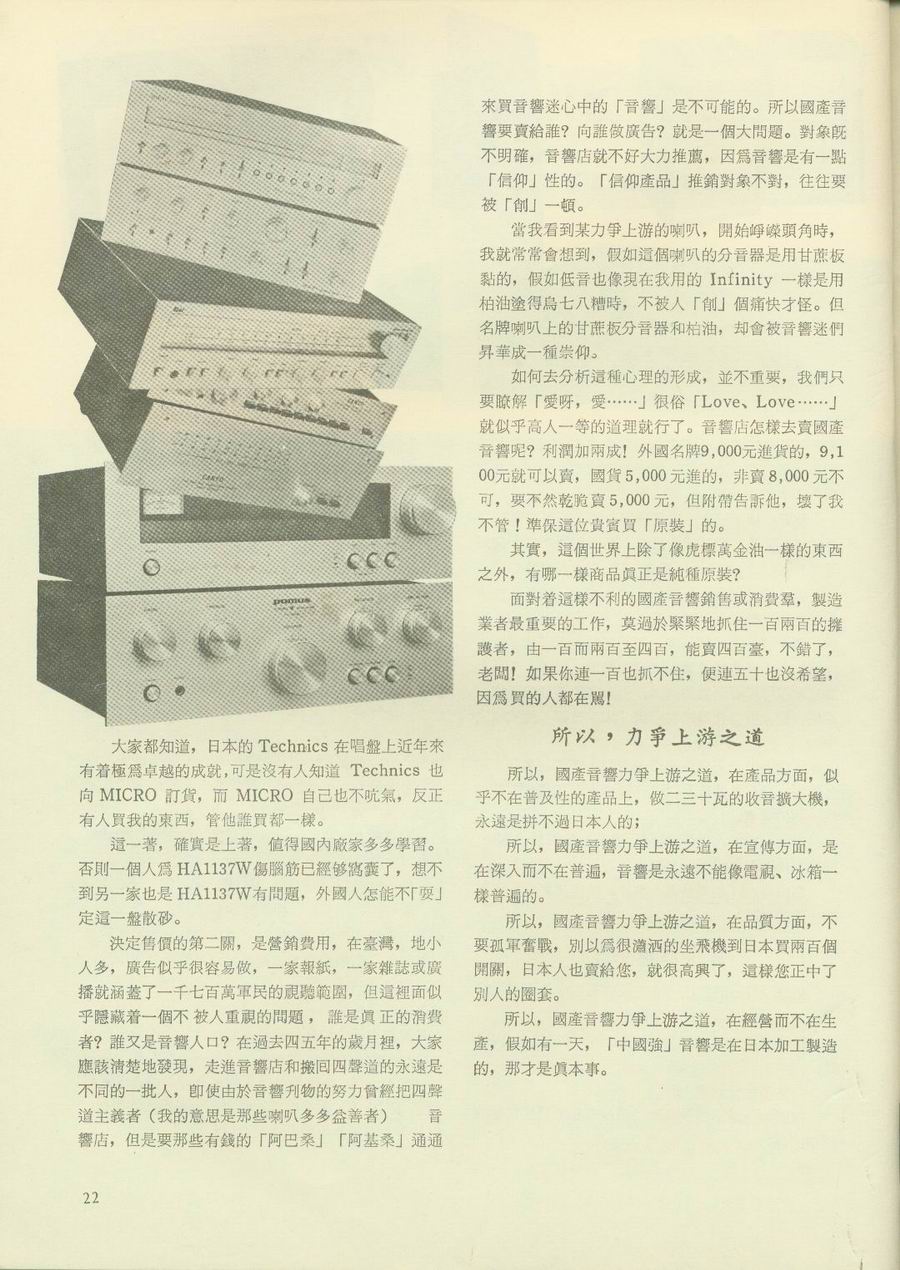 pomus
大家都知道，日本的 Technics 在唱盤上近年來
有着極爲卓越的成就,可是沒有人知道 Technics 也
向 MICRO 訂貨，而 MICRO 自己也不吭氣，反正
有人買我的東西，管他誰買都一樣。
這一著，確實是上著，值得國內廠家多多學習。
否則一個人爲 HA1137W傷腦筋已經够窩囊了，想不
到另一家也是 HA1137W有問題，外國人怎能不「耍」
定這一盤散砂。
決定售價的第二關，是營銷費用，在臺灣，地小
人多，廣告似乎很容易做，一家報紙，一家雜誌或廣
播就涵蓋了一千七百萬軍民的視聽範圍，但這裡面似
乎隱藏着一個不 被人重視的問題 ，誰是眞 正的消費
者？誰又是音響人口？在過去四五年的歲月裡，大家
應該清楚地發現，走進音響店和搬回四聲道的永遠是
不同的一批人，卽使由於音響刋物的努力曾經把四聲
道主義者（我的意思是那些喇叭多多益善者） 音
響店，但是要那些有錢的「阿巴桑」「阿基桑」通通
22
來買音響迷心中的「音響」是不可能的。所以國產音
響要賣給誰？向誰做廣告？就是一個大問題。對象旣
不明確，音響店就不好大力推薦，因爲音響是有一點
「信仰」性的。「信仰產品」推銷對象不對，往往要
被「創」一頓。
當我看到某力爭上游的喇叭，開始崢嶸頭角時，
我就常常會想到，假如這個喇叭的分音器是用甘蔗板
黏的，假如低音也像現在我用的 Infinity 一樣是用
柏油塗得烏七八糟時，不被人「創」個痛快才怪。但
名牌喇叭上的甘蔗板分音器和柏油，却會被音響迷們
昇華成一種崇仰。
如何去分析這種心理的形成，並不重要，我們只
要瞭解「愛呀，愛……」很俗「Love、Love……」
就似乎高人一等的道理就行了。音響店怎樣去賣國產
音響呢？利潤加兩成！外國名牌9,000元進貨的，9,1
00元就可以賣，國貨 5,000 元進的，非賣 8,000 元不
可，要不然乾脆賣 5,000 元，但附帶告訴他，壞了我
不管！準保這位貴賓買「原裝」的。
其實，這個世界上除了像虎標萬金油一樣的東西
之外，有哪一樣商品眞正是純種原裝？
面對着這樣不利的國產音響銷售或消費羣，製造
業者最重要的工作，莫過於緊緊地抓住一百兩百的擁
護者，由一百而兩百至四百，能賣四百臺，不錯了，
老闆！如果你連一百也抓不住，便連五十也沒希望，
因爲買的人都在罵！
所以，力爭上游之道
所以，國產音響力爭上游之道，在產品方面，似
乎不在普及性的產品上，做二三十瓦的收音擴大機，
永遠是拼不過日本人的；
所以，國產音響力爭上游之道，在宣傳方面，是
在深入而不在普遍，音響是永遠不能像電視、冰箱一
樣普遍的。
所以，國產音響力爭上游之道，在品質方面，不
要孤軍奮戰，別以爲很瀟洒的坐飛機到日本買兩百個
開關，日本人也賣給您，就很高興了，這樣您正中了
別人的圈套。
所以，國產音響力爭上游之道，在經營而不在生
產，假如有一天，「中國強」音響是在日本加工製造
的，那才是眞本事。